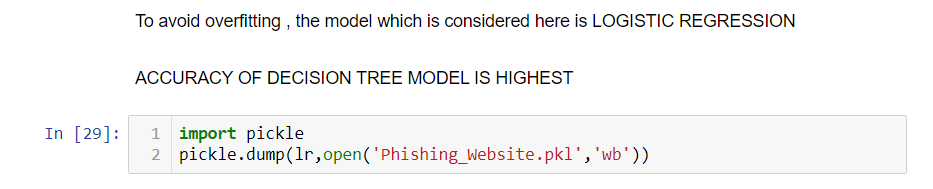 To avoid overfitting , the model which is considered here is LOGISTIC REGRESSION
ACCURACY OF DECISION TREE MODEL IS HIGHEST
In [29]:
1 import pickle
2 pickle.dump(lr,open('Phishing_Website.pkl','wb'))